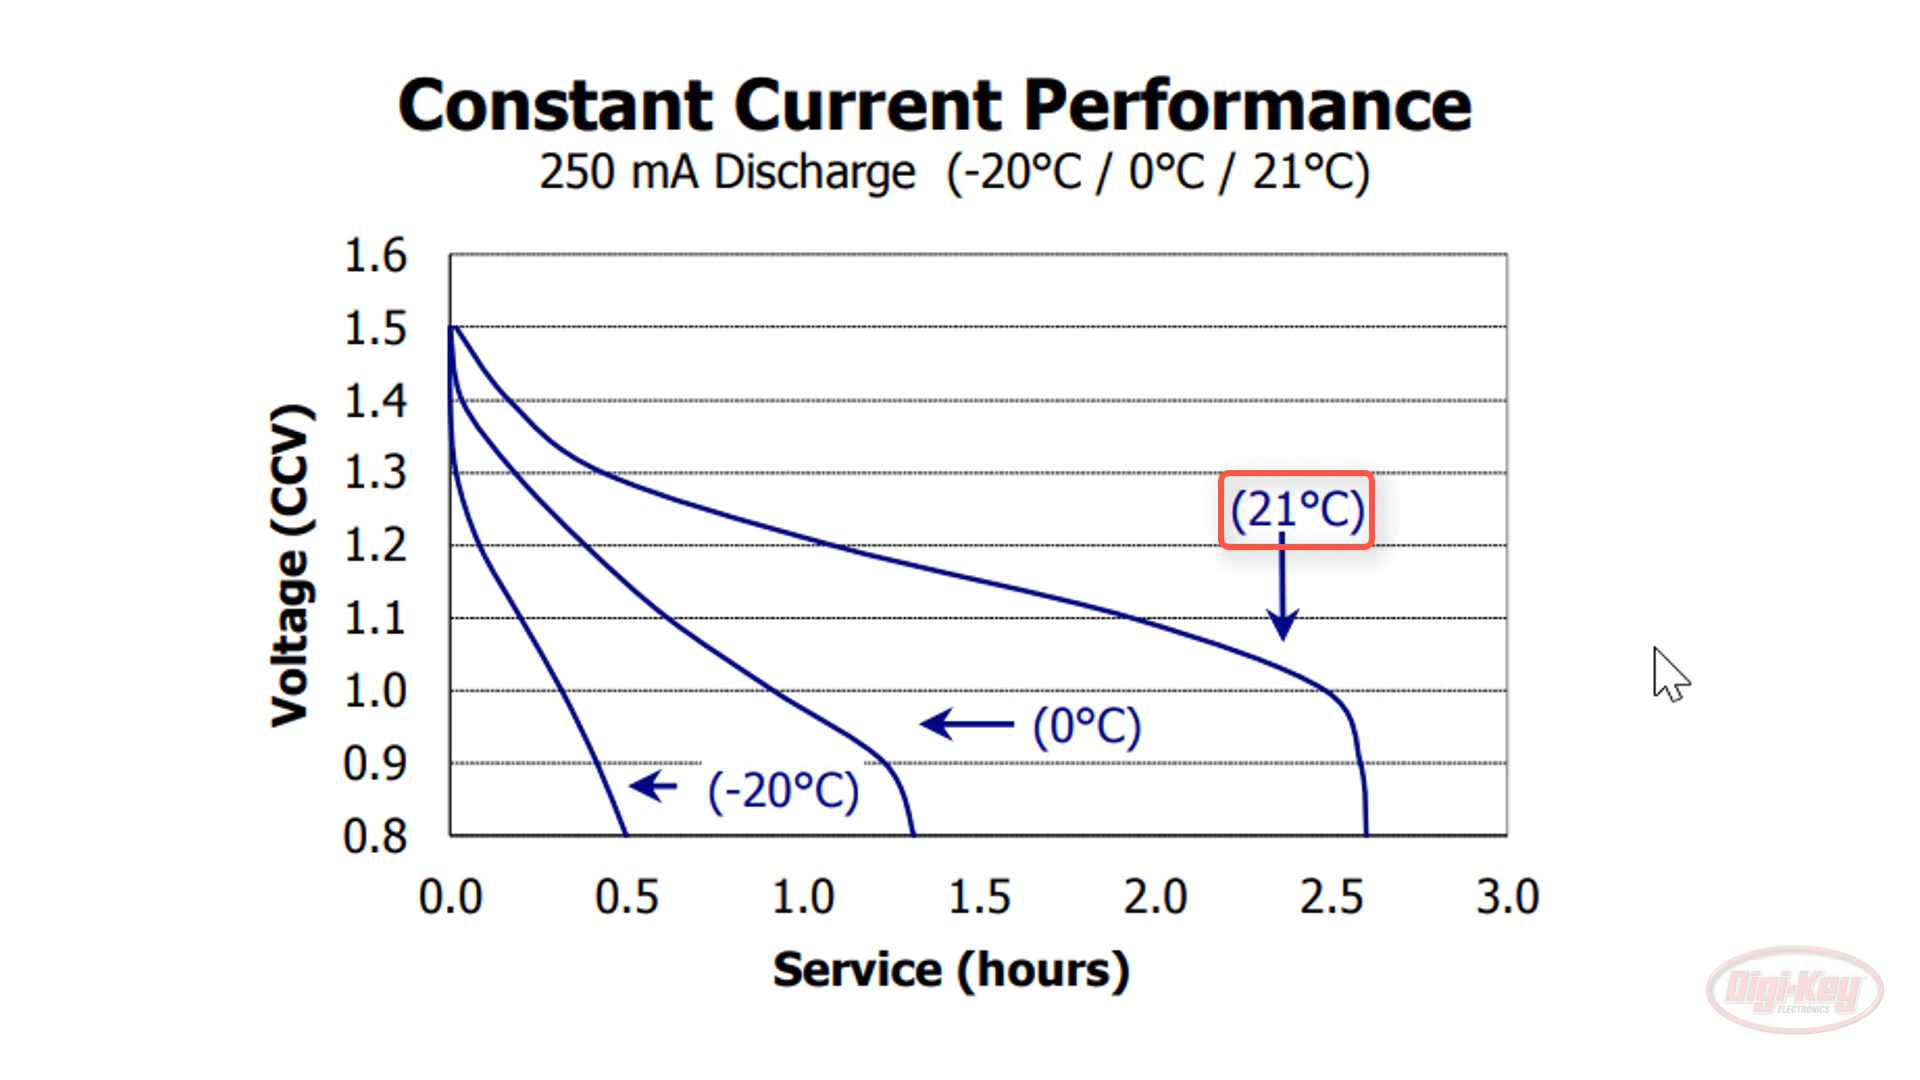 Constant Current Performance
250 mA Discharge (-20°C / 0°C / 21°C)
1.6
1.5
1.4
1.3
1.2
1.1
1.0
0.9
0.8
Voltage (CCV)
(21°C)
(0°C)
(-20°C)
0.0 0.5 1.0 1.5 2.0 2.5 3.0
Service (hours)
Digi-Key
ELECTRONICS